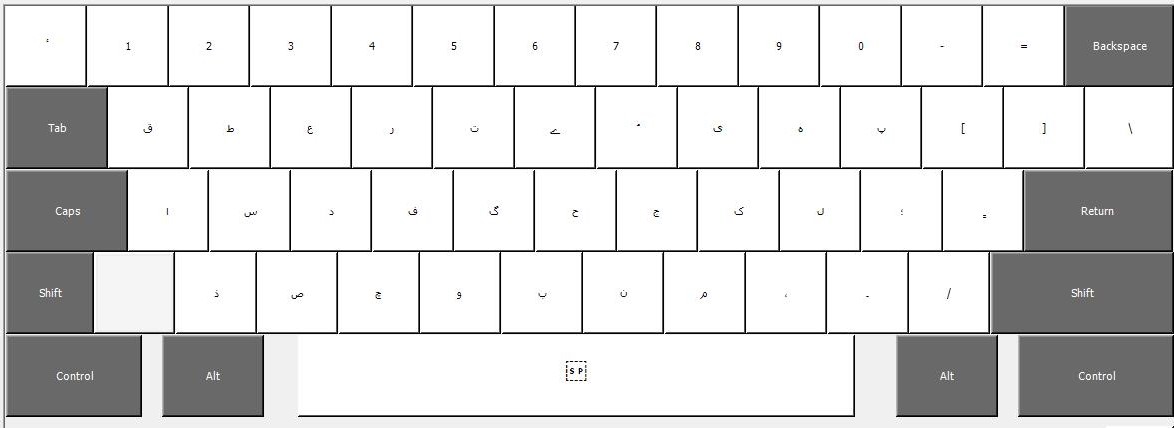 1 2 3 4 5 6 7 8 9 0 - = Backspace
Tab ق ط ع ر ت ے ی ہ پ [ ] \
Caps ا س د ف گ ح ج ک ل ؛ Return
Shift ذ ص چ و ب ن م ، ۔ / Shift
Control Alt SP Alt Control